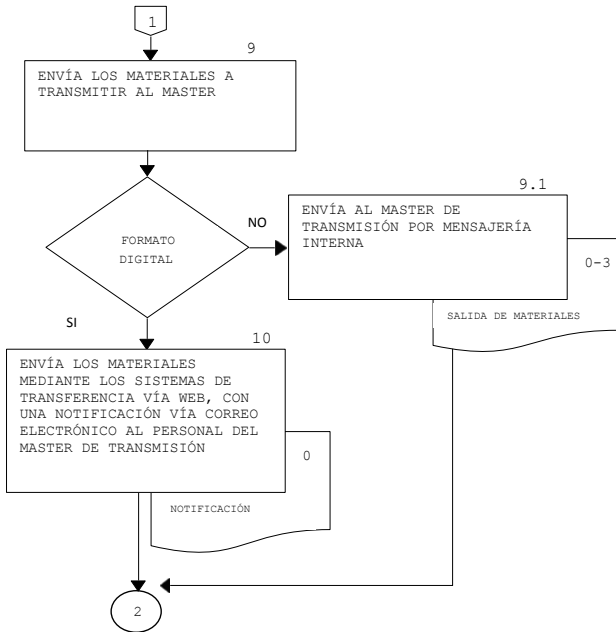 1
9
ENVÍA LOS MATERIALES A
TRANSMITIR AL MASTER
FORMATO
DIGITAL
NO
9.1
ENVÍA AL MASTER DE
TRANSMISIÓN POR MENSAJERÍA
INTERNA
0-3
SALIDA DE MATERIALES
SI
10
ENVÍA LOS MATERIALES
MEDIANTE LOS SISTEMAS DE
TRANSFERENCIA VÍA WEB, CON
UNA NOTIFICACIÓN VÍA CORREO
ELECTRÓNICO AL PERSONAL DEL
MASTER DE TRANSMISIÓN
0
NOTIFICACIÓN
2